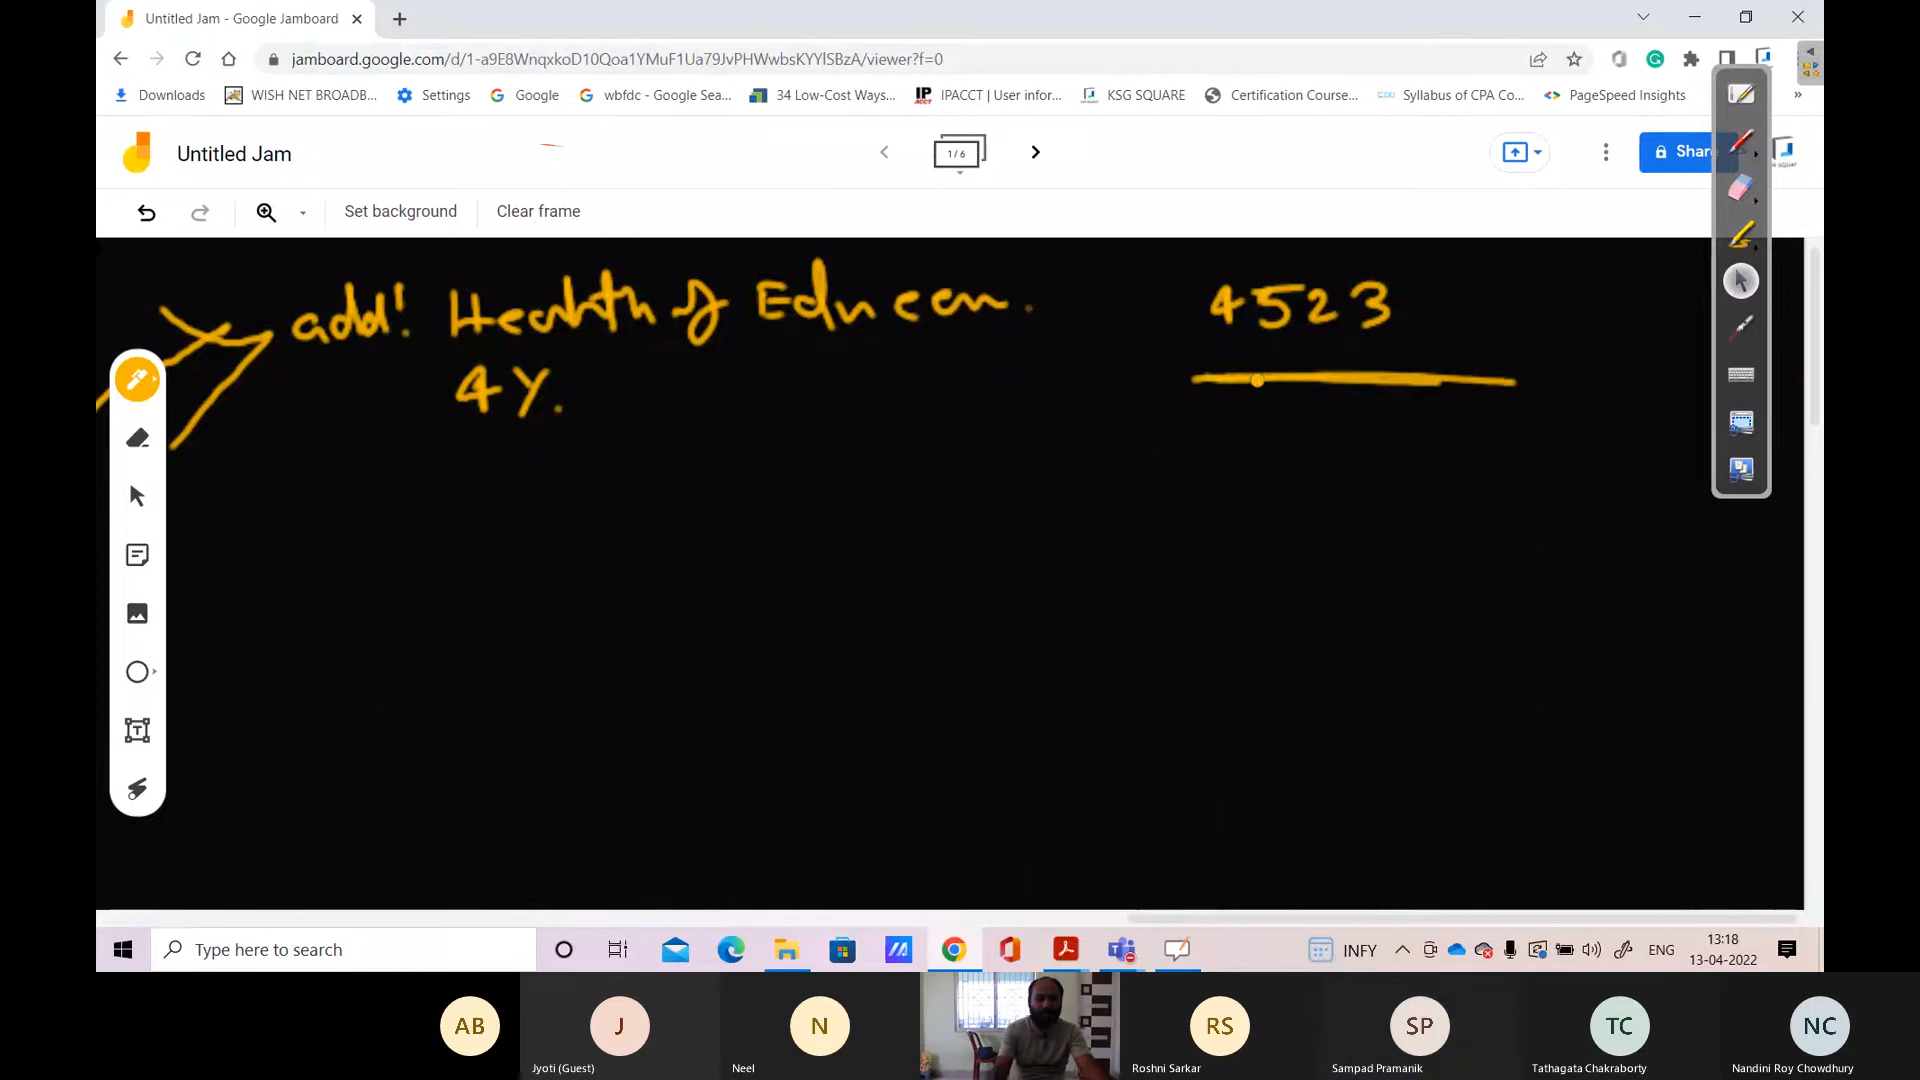 Untitled Jam - Google Jamboard
jamboard.google.com/d/1-a9E8WnqxkoD10Qoa1YMuF1Ua79JvPHWwbsKYYlSBzA/viewer?f=0
Downloads WISH NET BROADB... Settings Google wbfdc - Google Sea... 34 Low-Cost Ways... IPACCT | User infor... KSG SQUARE Certification Course... Syllabus of CPA Co... PageSpeed Insights »
Untitled Jam 1 / 6 Shar
Set background Clear frame
add! Health & Edn cen. 4523
4 Y.
Type here to search INFY ENG 13:18
13-04-2022
AB J N RS SP TC NC
Jyoti (Guest) Neel Roshni Sarkar Sampad Pramanik Tathagata Chakraborty Nandini Roy Chowdhury